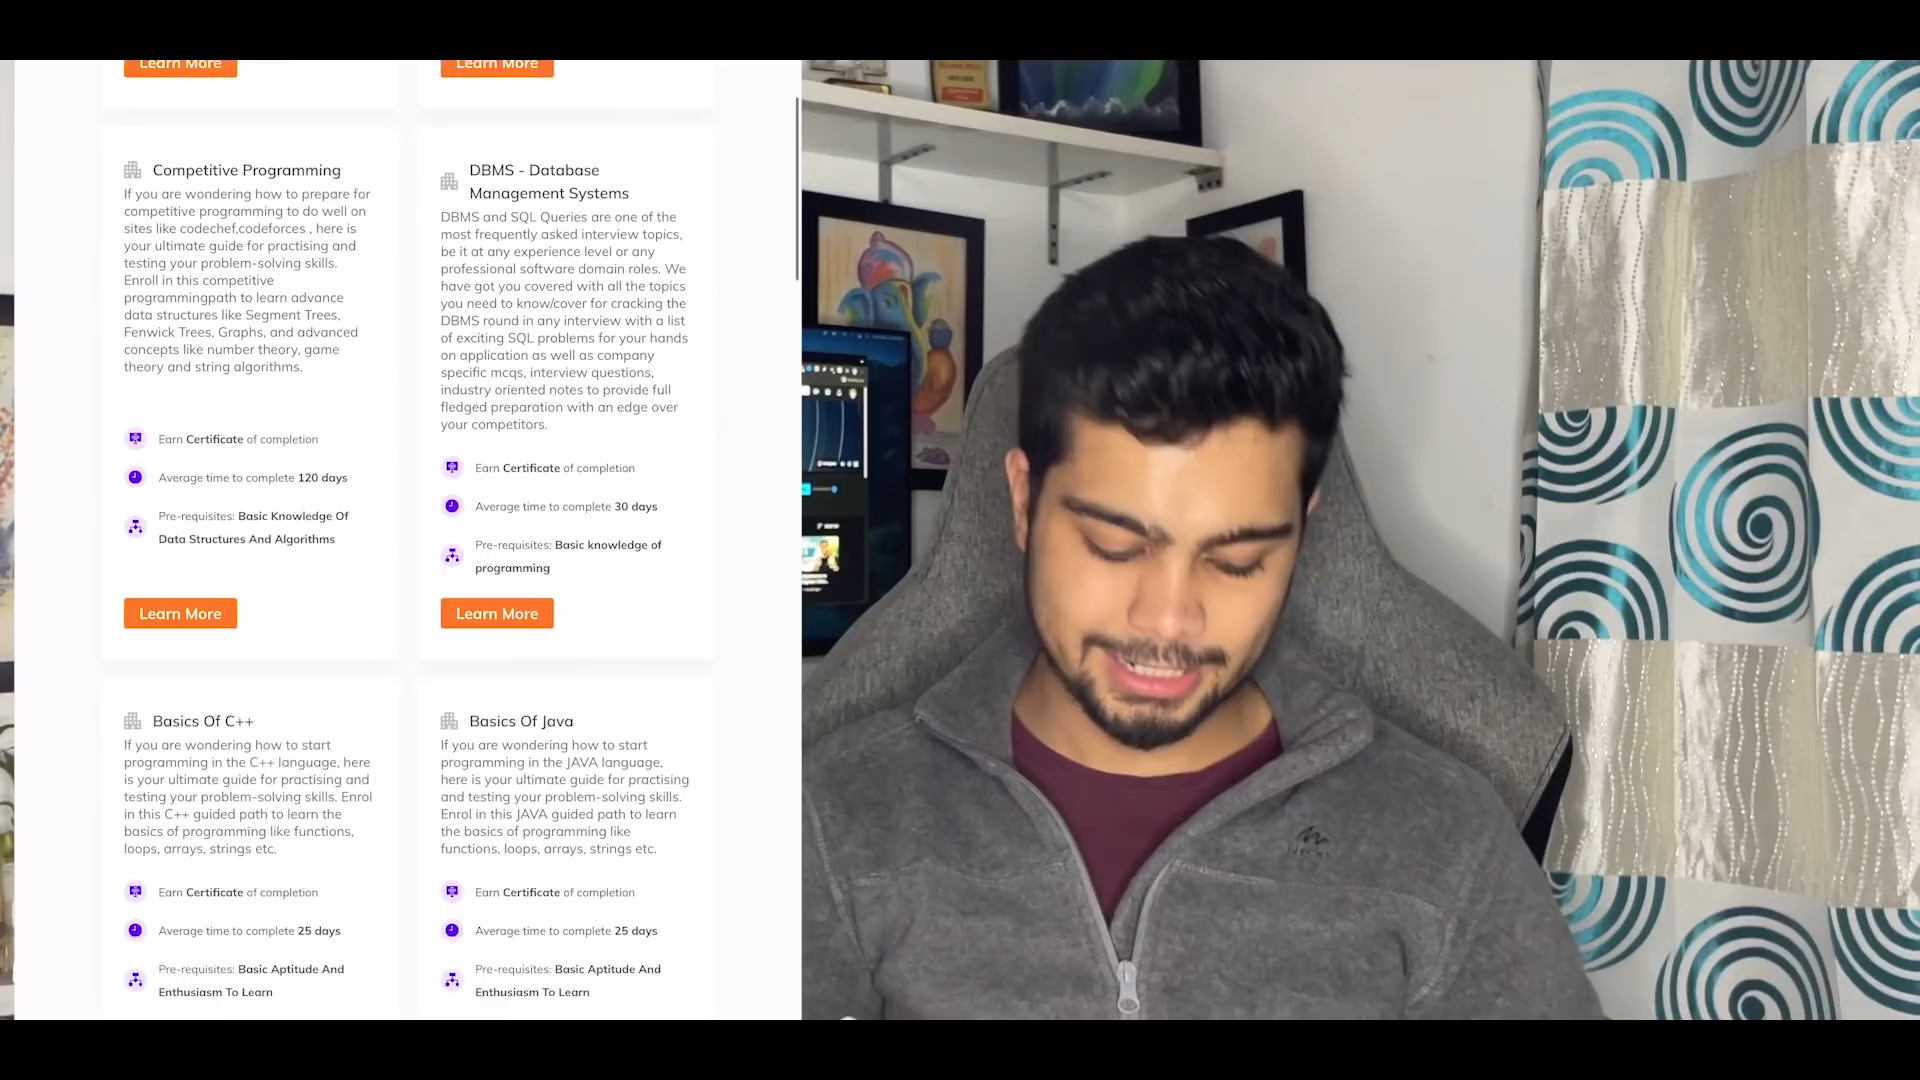 Learn More
Learn More
Competitive Programming
If you are wondering how to prepare for
competitive programming to do well on
sites like codechef,codeforces , here is
your ultimate guide for practising and
testing your problem-solving skills.
Enroll in this competitive
programmingpath to learn advance
data structures like Segment Trees,
Fenwick Trees, Graphs, and advanced
concepts like number theory, game
theory and string algorithms.
Earn Certificate of completion
Average time to complete 120 days
Pre-requisites: Basic Knowledge Of
Data Structures And Algorithms
Learn More
DBMS - Database
Management Systems
DBMS and SQL Queries are one of the
most frequently asked interview topics,
be it at any experience level or any
professional software domain roles. We
have got you covered with all the topics
you need to know/cover for cracking the
DBMS round in any interview with a list
of exciting SQL problems for your hands
on application as well as company
specific mcqs, interview questions,
industry oriented notes to provide full
fledged preparation with an edge over
your competitors.
Earn Certificate of completion
Average time to complete 30 days
Pre-requisites: Basic knowledge of
programming
Learn More
Basics Of C++
If you are wondering how to start
programming in the C++ language, here
is your ultimate guide for practising and
testing your problem-solving skills. Enrol
in this C++ guided path to learn the
basics of programming like functions,
loops, arrays, strings etc.
Earn Certificate of completion
Average time to complete 25 days
Pre-requisites: Basic Aptitude And
Enthusiasm To Learn
Basics Of Java
If you are wondering how to start
programming in the JAVA language,
here is your ultimate guide for practising
and testing your problem-solving skills.
Enrol in this JAVA guided path to learn
the basics of programming like
functions, loops, arrays, strings etc.
Earn Certificate of completion
Average time to complete 25 days
Pre-requisites: Basic Aptitude And
Enthusiasm To Learn